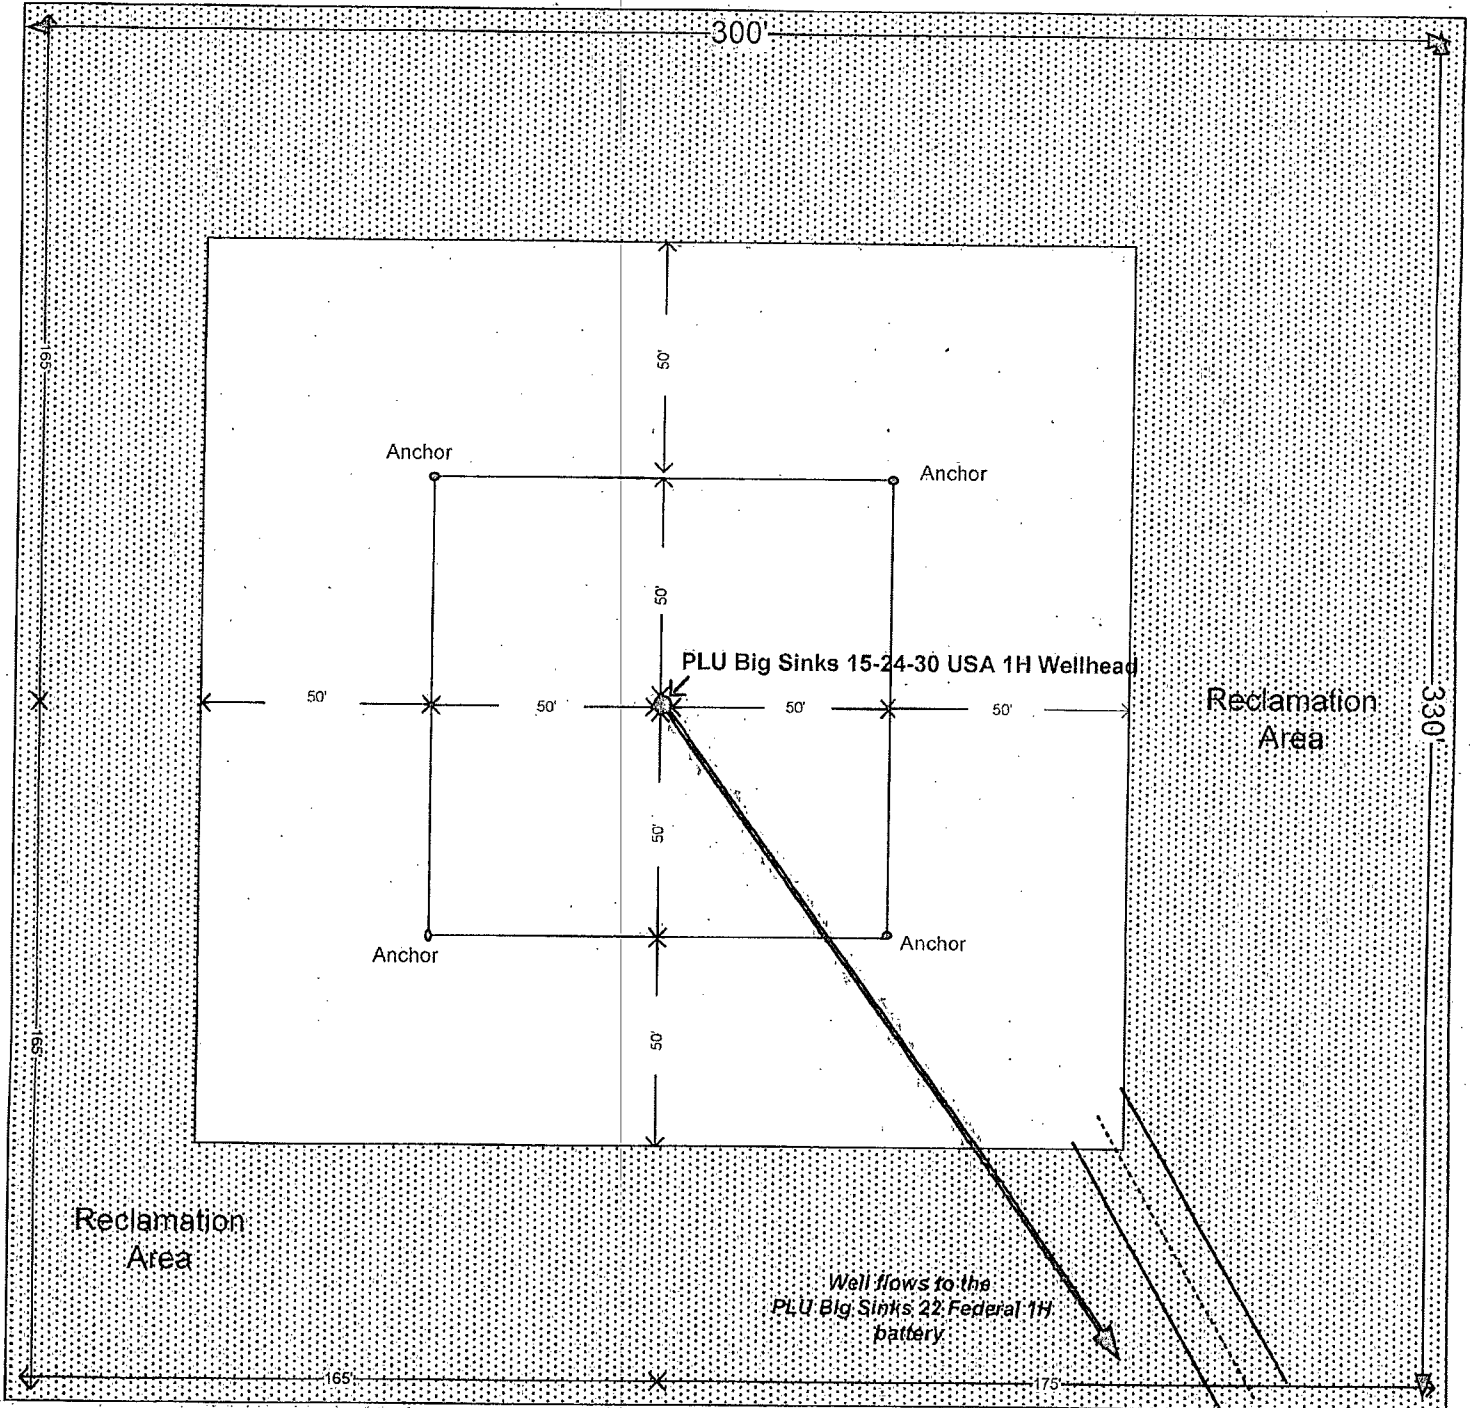 300'
165'
50'
Anchor
Anchor
50'
PLU Big Sinks 15-24-30 USA 1H Wellhead
50'
50'
50'
50'
Reclamation
Area
330'
50'
Anchor
Anchor
50'
165'
Reclamation
Area
Well flows to the
PLU Big Sinks 22 Federal 1H
battery
165'
175'